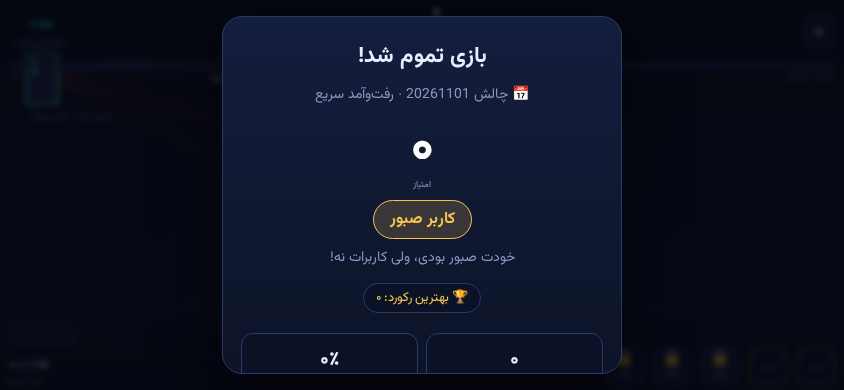 بازی تموم شد!
📅 چالش 20261101 · رفت‌وآمد سریع
۰
امتیاز
کاربر صبور
خودت صبور بودی، ولی کاربرات نه!
🏆 بهترین رکورد: ۰
۰
۰٪